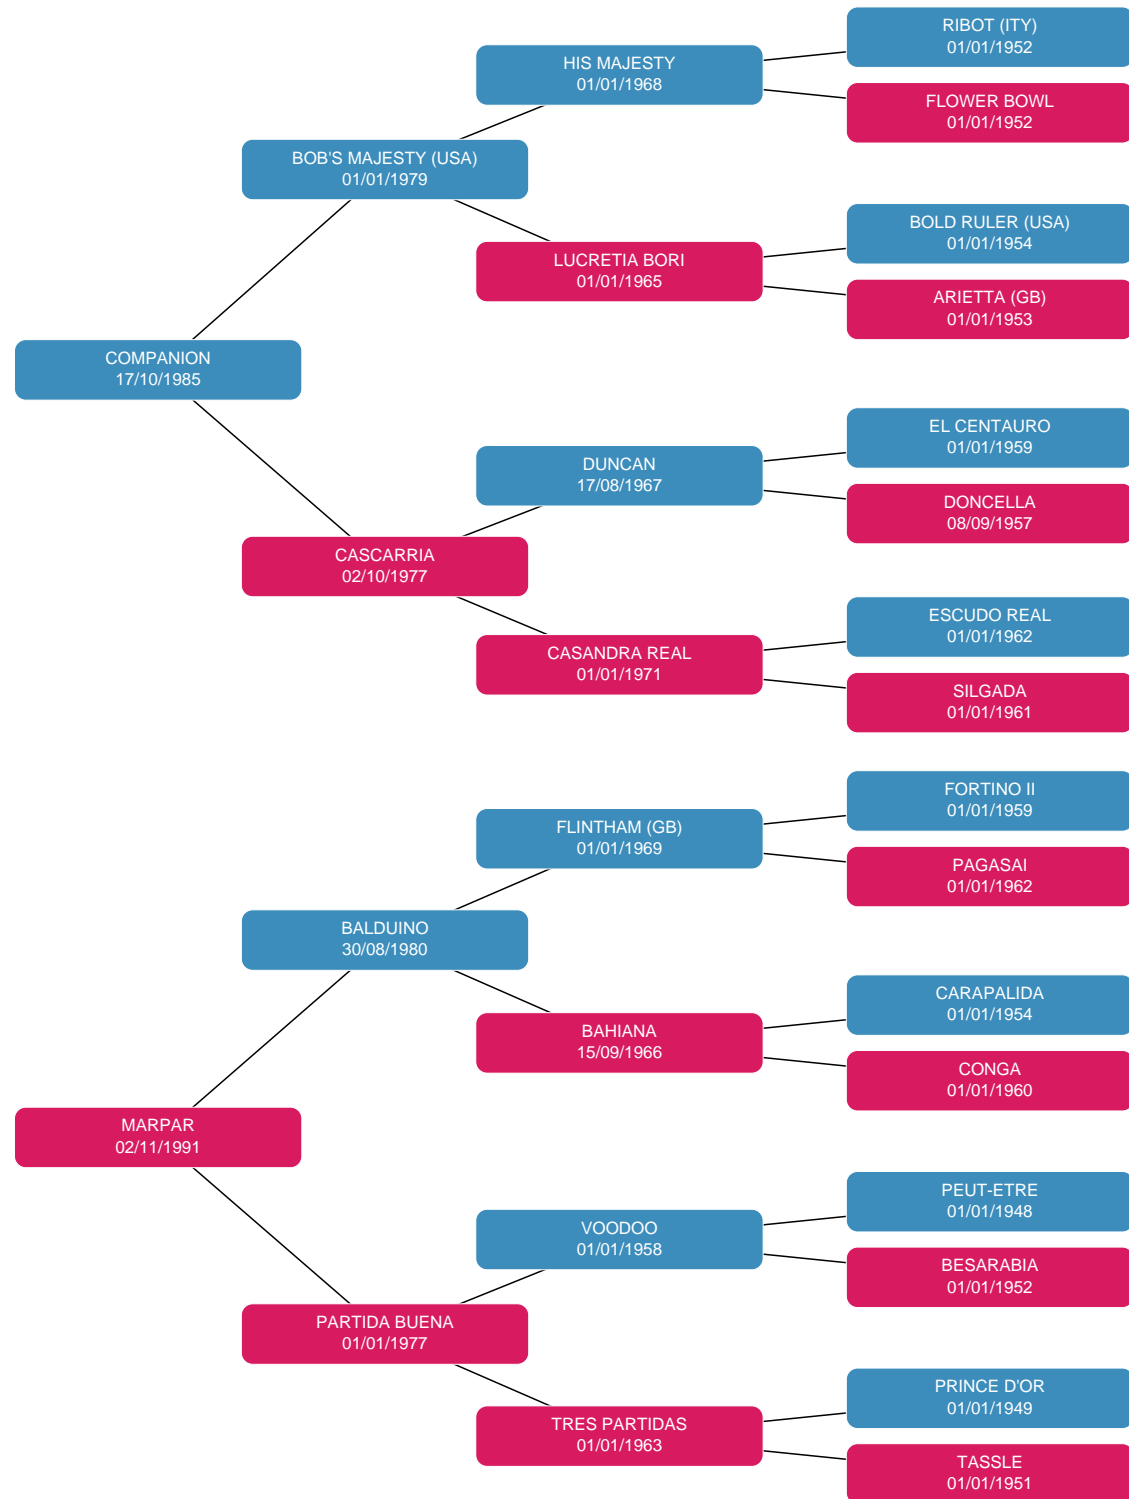 RIBOT (ITY)
01/01/1952
HIS MAJESTY
01/01/1968
FLOWER BOWL
01/01/1952
BOB'S MAJESTY (USA)
01/01/1979
BOLD RULER (USA)
01/01/1954
LUCRETIA BORI
01/01/1965
ARIETTA (GB)
01/01/1953
COMPANION
17/10/1985
EL CENTAURO
01/01/1959
DUNCAN
17/08/1967
DONCELLA
08/09/1957
CASCARRIA
02/10/1977
ESCUDO REAL
01/01/1962
CASANDRA REAL
01/01/1971
SILGADA
01/01/1961
FORTINO II
01/01/1959
FLINTHAM (GB)
01/01/1969
PAGASAI
01/01/1962
BALDUINO
30/08/1980
CARAPALIDA
01/01/1954
BAHIANA
15/09/1966
CONGA
01/01/1960
MARPAR
02/11/1991
PEUT-ETRE
01/01/1948
VOODOO
01/01/1958
BESARABIA
01/01/1952
PARTIDA BUENA
01/01/1977
PRINCE D'OR
01/01/1949
TRES PARTIDAS
01/01/1963
TASSLE
01/01/1951